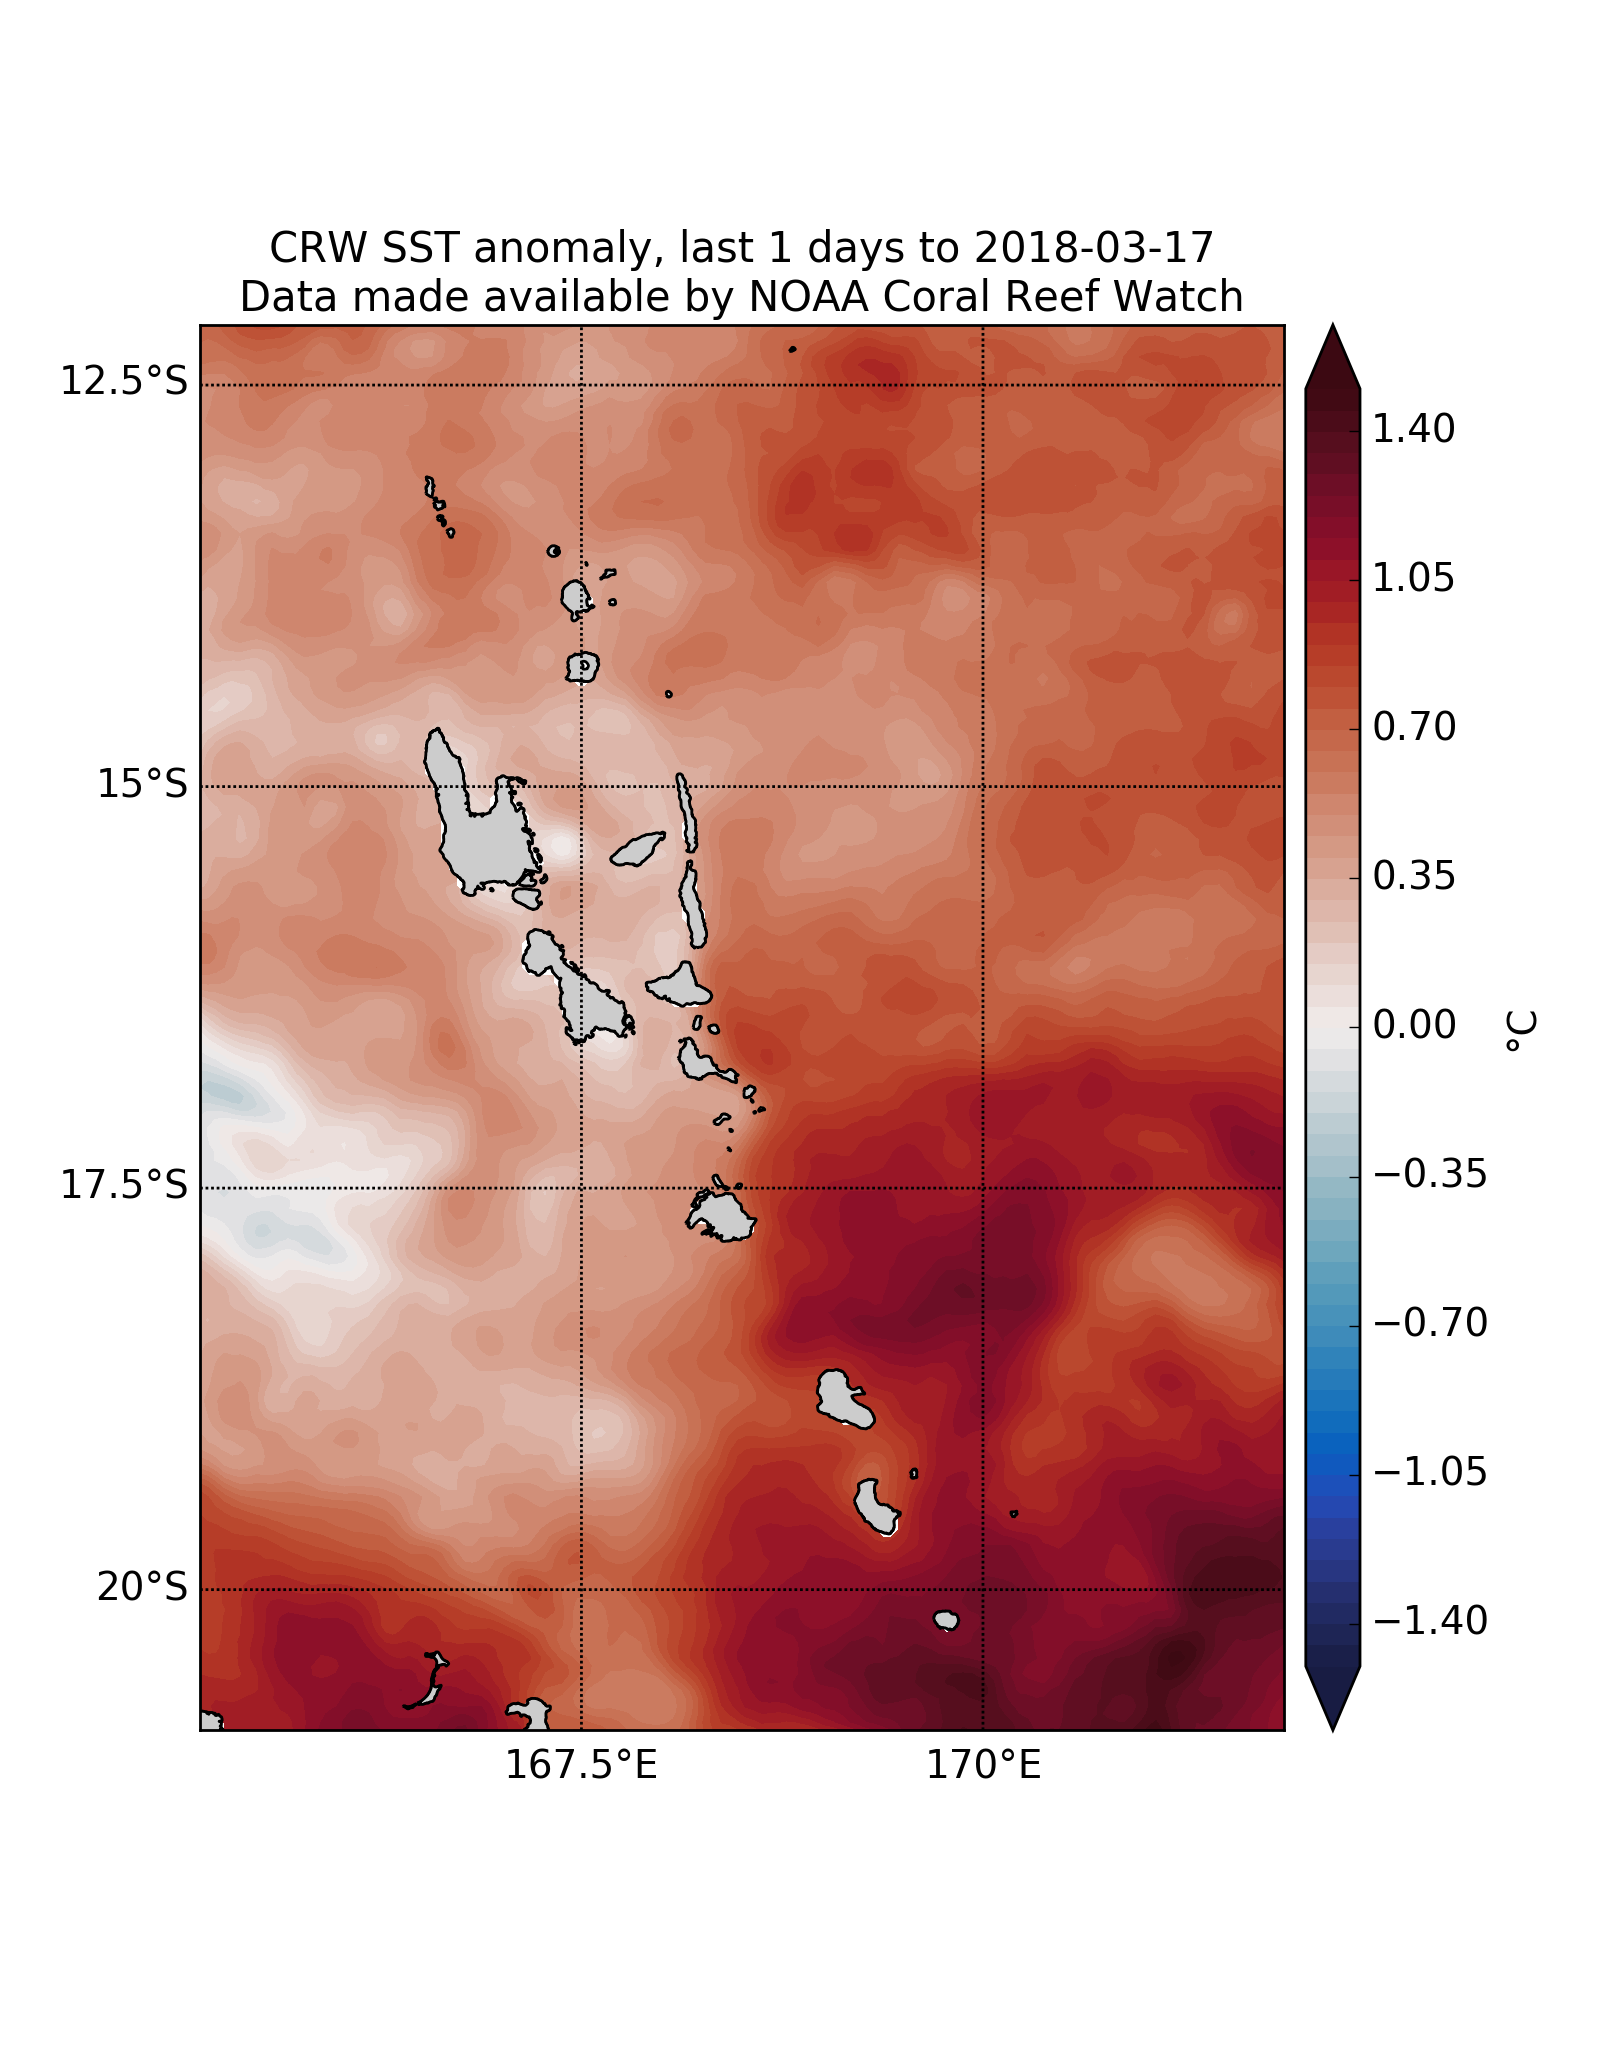 CRW SST anomaly, last 1 days to 2018-03-17
Data made available by NOAA Coral Reef Watch
12.5°S
15°S
17.5°S
20°S
167.5°E
170°E
1.40
1.05
0.70
0.35
0.00
−0.35
−0.70
−1.05
−1.40
°C